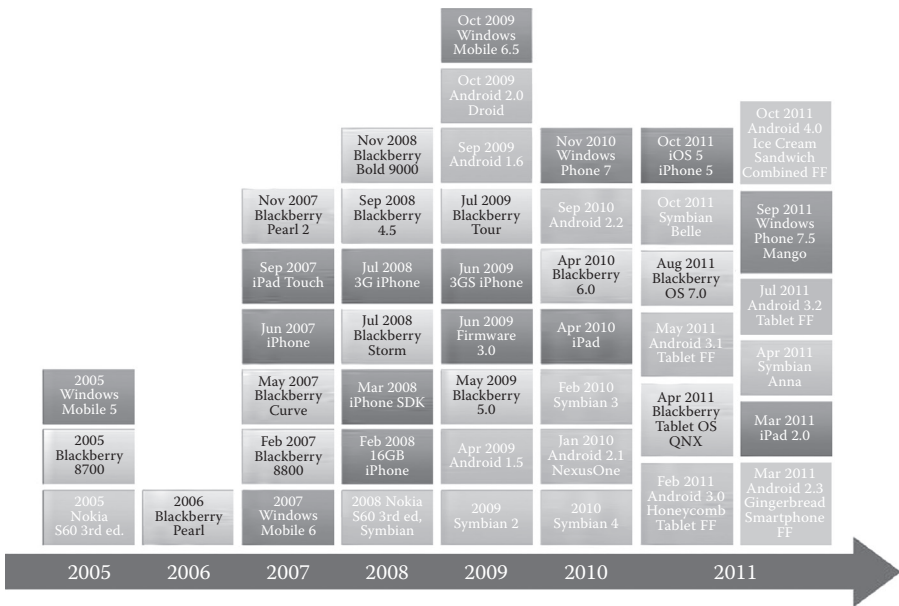 Oct 2009
Windows
Mobile 6.5
Oct 2009
Android 2.0
Droid
Nov 2008
Blackberry
Bold 9000
Sep 2009
Android 1.6
Nov 2010
Windows
Phone 7
Oct 2011
iOS 5
iPhone 5
Oct 2011
Android 4.0
Ice Cream
Sandwich
Combined FF
Nov 2007
Blackberry
Pearl 2
Sep 2008
Blackberry
4.5
Jul 2009
Blackberry
Tour
Sep 2010
Android 2.2
Oct 2011
Symbian
Belle
Sep 2011
Windows
Phone 7.5
Mango
Sep 2007
iPad Touch
Jul 2008
3G iPhone
Jun 2009
3GS iPhone
Apr 2010
Blackberry
6.0
Aug 2011
Blackberry
OS 7.0
Jul 2011
Android 3.2
Tablet FF
Jun 2007
iPhone
Jul 2008
Blackberry
Storm
Jun 2009
Firmware
3.0
Apr 2010
iPad
May 2011
Android 3.1
Tablet FF
Apr 2011
Symbian
Anna
2005
Windows
Mobile 5
May 2007
Blackberry
Curve
Mar 2008
iPhone SDK
May 2009
Blackberry
5.0
Feb 2010
Symbian 3
Apr 2011
Blackberry
Tablet OS
QNX
Mar 2011
iPad 2.0
2005
Blackberry
8700
Feb 2007
Blackberry
8800
Feb 2008
16GB
iPhone
Apr 2009
Android 1.5
Jan 2010
Android 2.1
NexusOne
Feb 2011
Android 3.0
Honeycomb
Tablet FF
Mar 2011
Android 2.3
Gingerbread
Smartphone
FF
2005
Nokia
S60 3rd ed.
2006
Blackberry
Pearl
2007
Windows
Mobile 6
2008 Nokia
S60 3rd ed,
Symbian
2009
Symbian 2
2010
Symbian 4
2005
2006
2007
2008
2009
2010
2011